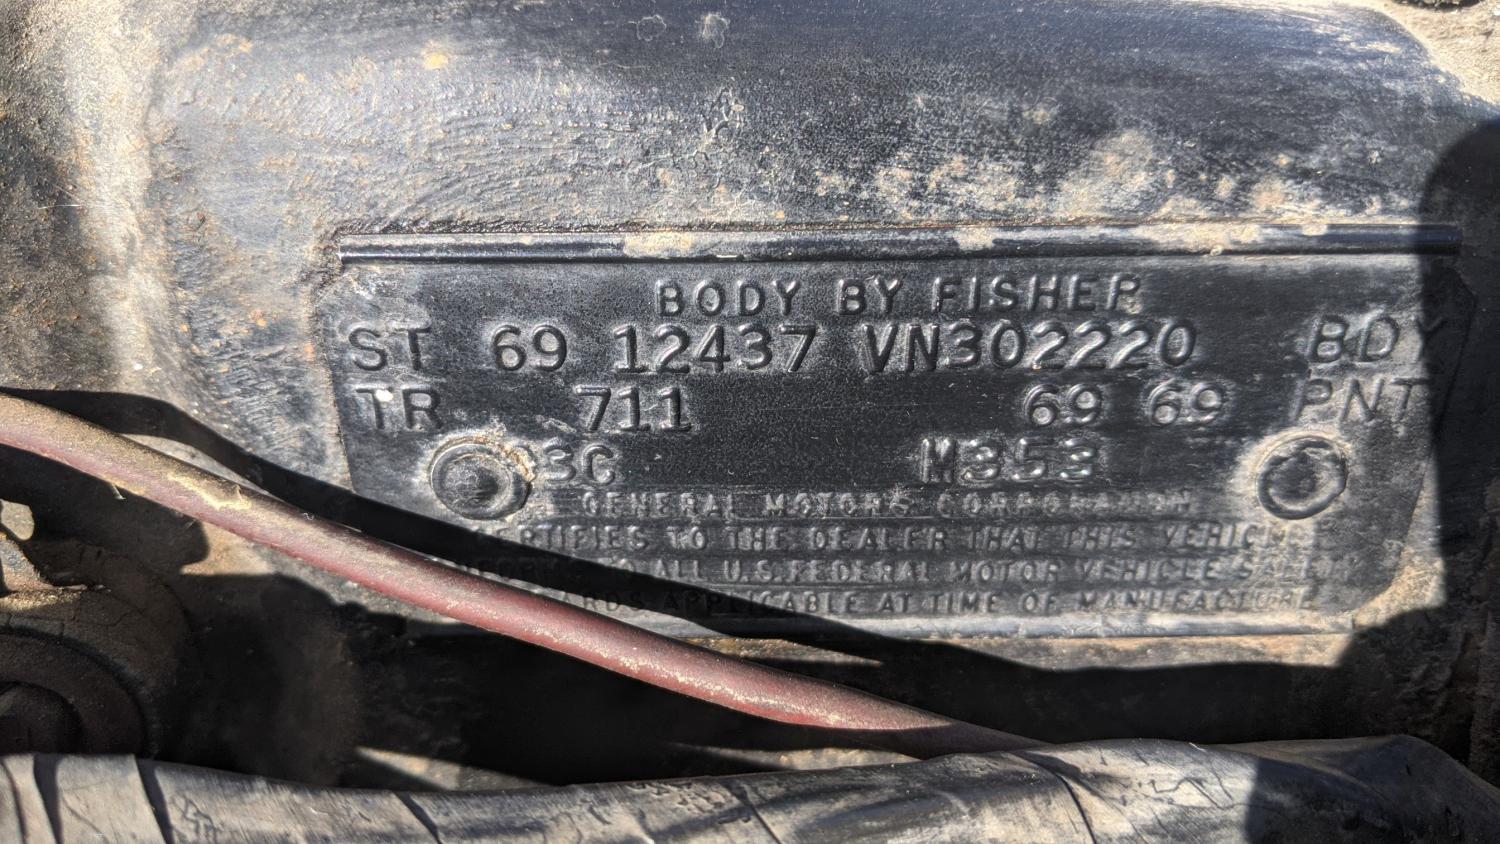 BODY BY FISHER
ST 69 12437 VN302220 BDY
TR 711 69 69 PNT
3C M353
GENERAL MOTORS CORPORATION
CERTIFIES TO THE DEALER THAT THIS VEHICLE
TO ALL U.S. FEDERAL MOTOR VEHICLE SAFETY
APPLICABLE AT TIME OF MANUFACTURE